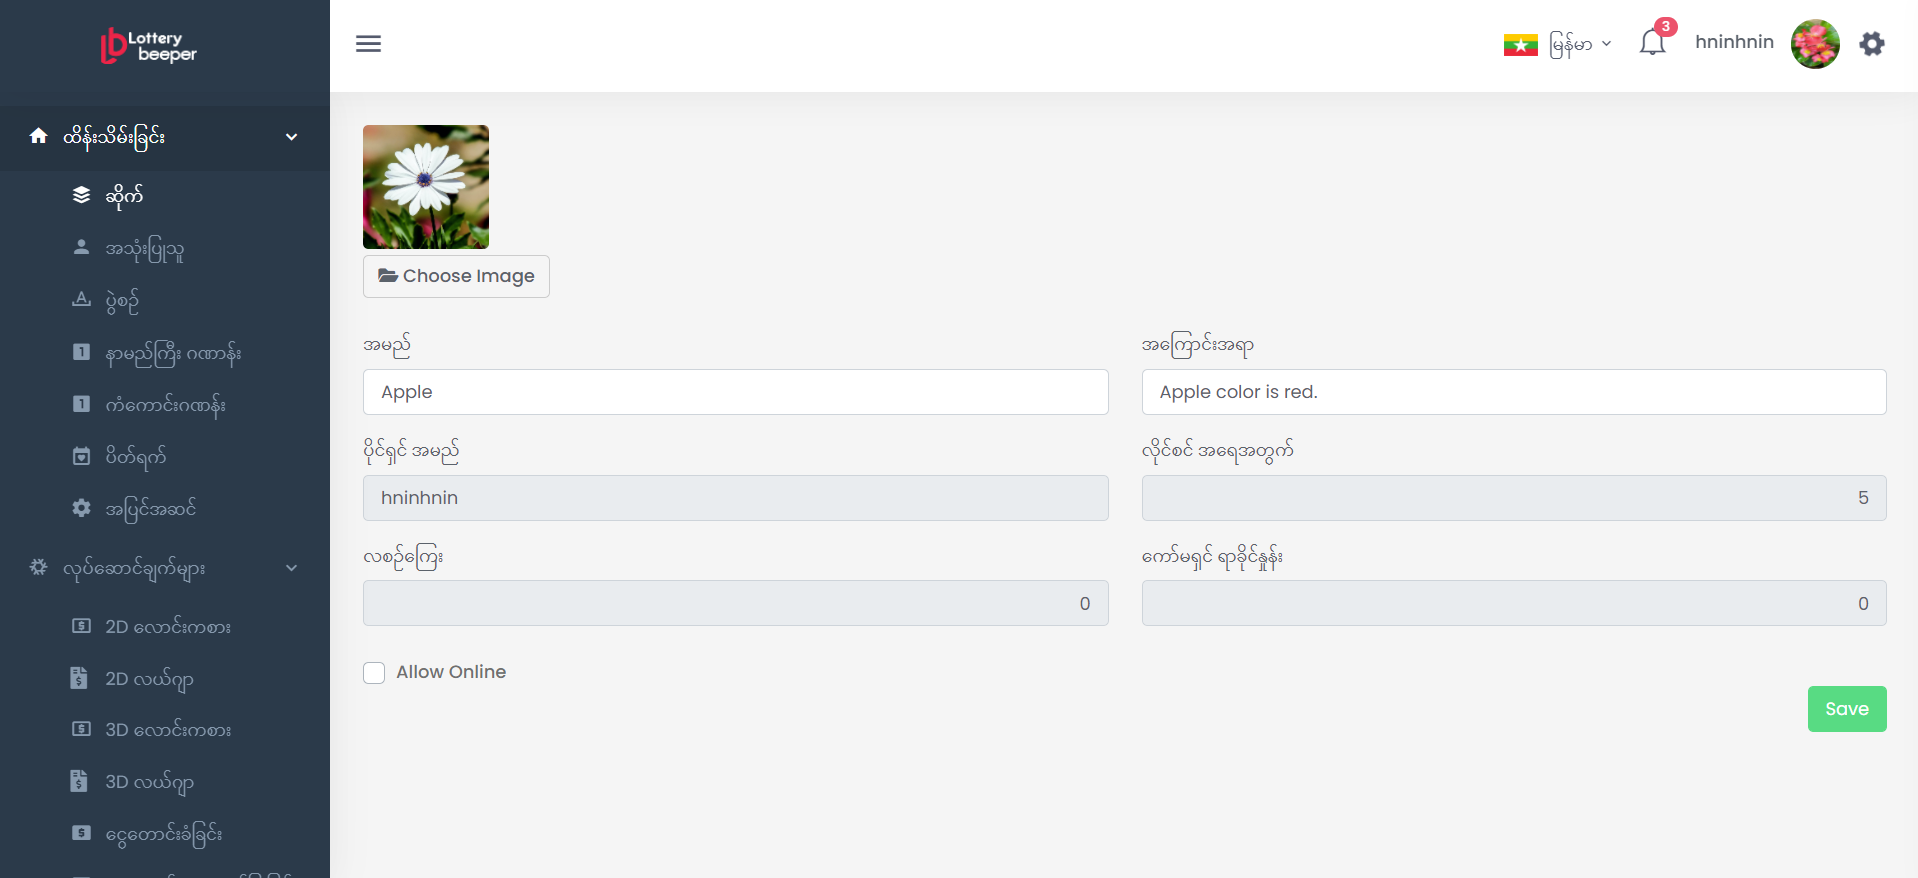 Lottery
beeper
မြန်မာ
3
hninhnin
ထိန်းသိမ်းခြင်း
ဆိုက်
အသုံးပြုသူ
ပွဲစဉ်
နာမည်ကြီး ဂဏာန်း
ကံကောင်းဂဏန်း
ပိတ်ရက်
အပြင်အဆင်
လုပ်ဆောင်ချက်များ
2D လောင်းကစား
2D လယ်ဂျာ
3D လောင်းကစား
3D လယ်ဂျာ
ငွေတောင်းခံခြင်း
Choose Image
အမည်
အကြောင်းအရာ
Apple
Apple color is red.
ပိုင်ရှင် အမည်
လိုင်စင် အရေအတွက်
hninhnin
5
လစဉ်ကြေး
ကော်မရှင် ရာခိုင်နှုန်း
0
0
Allow Online
Save